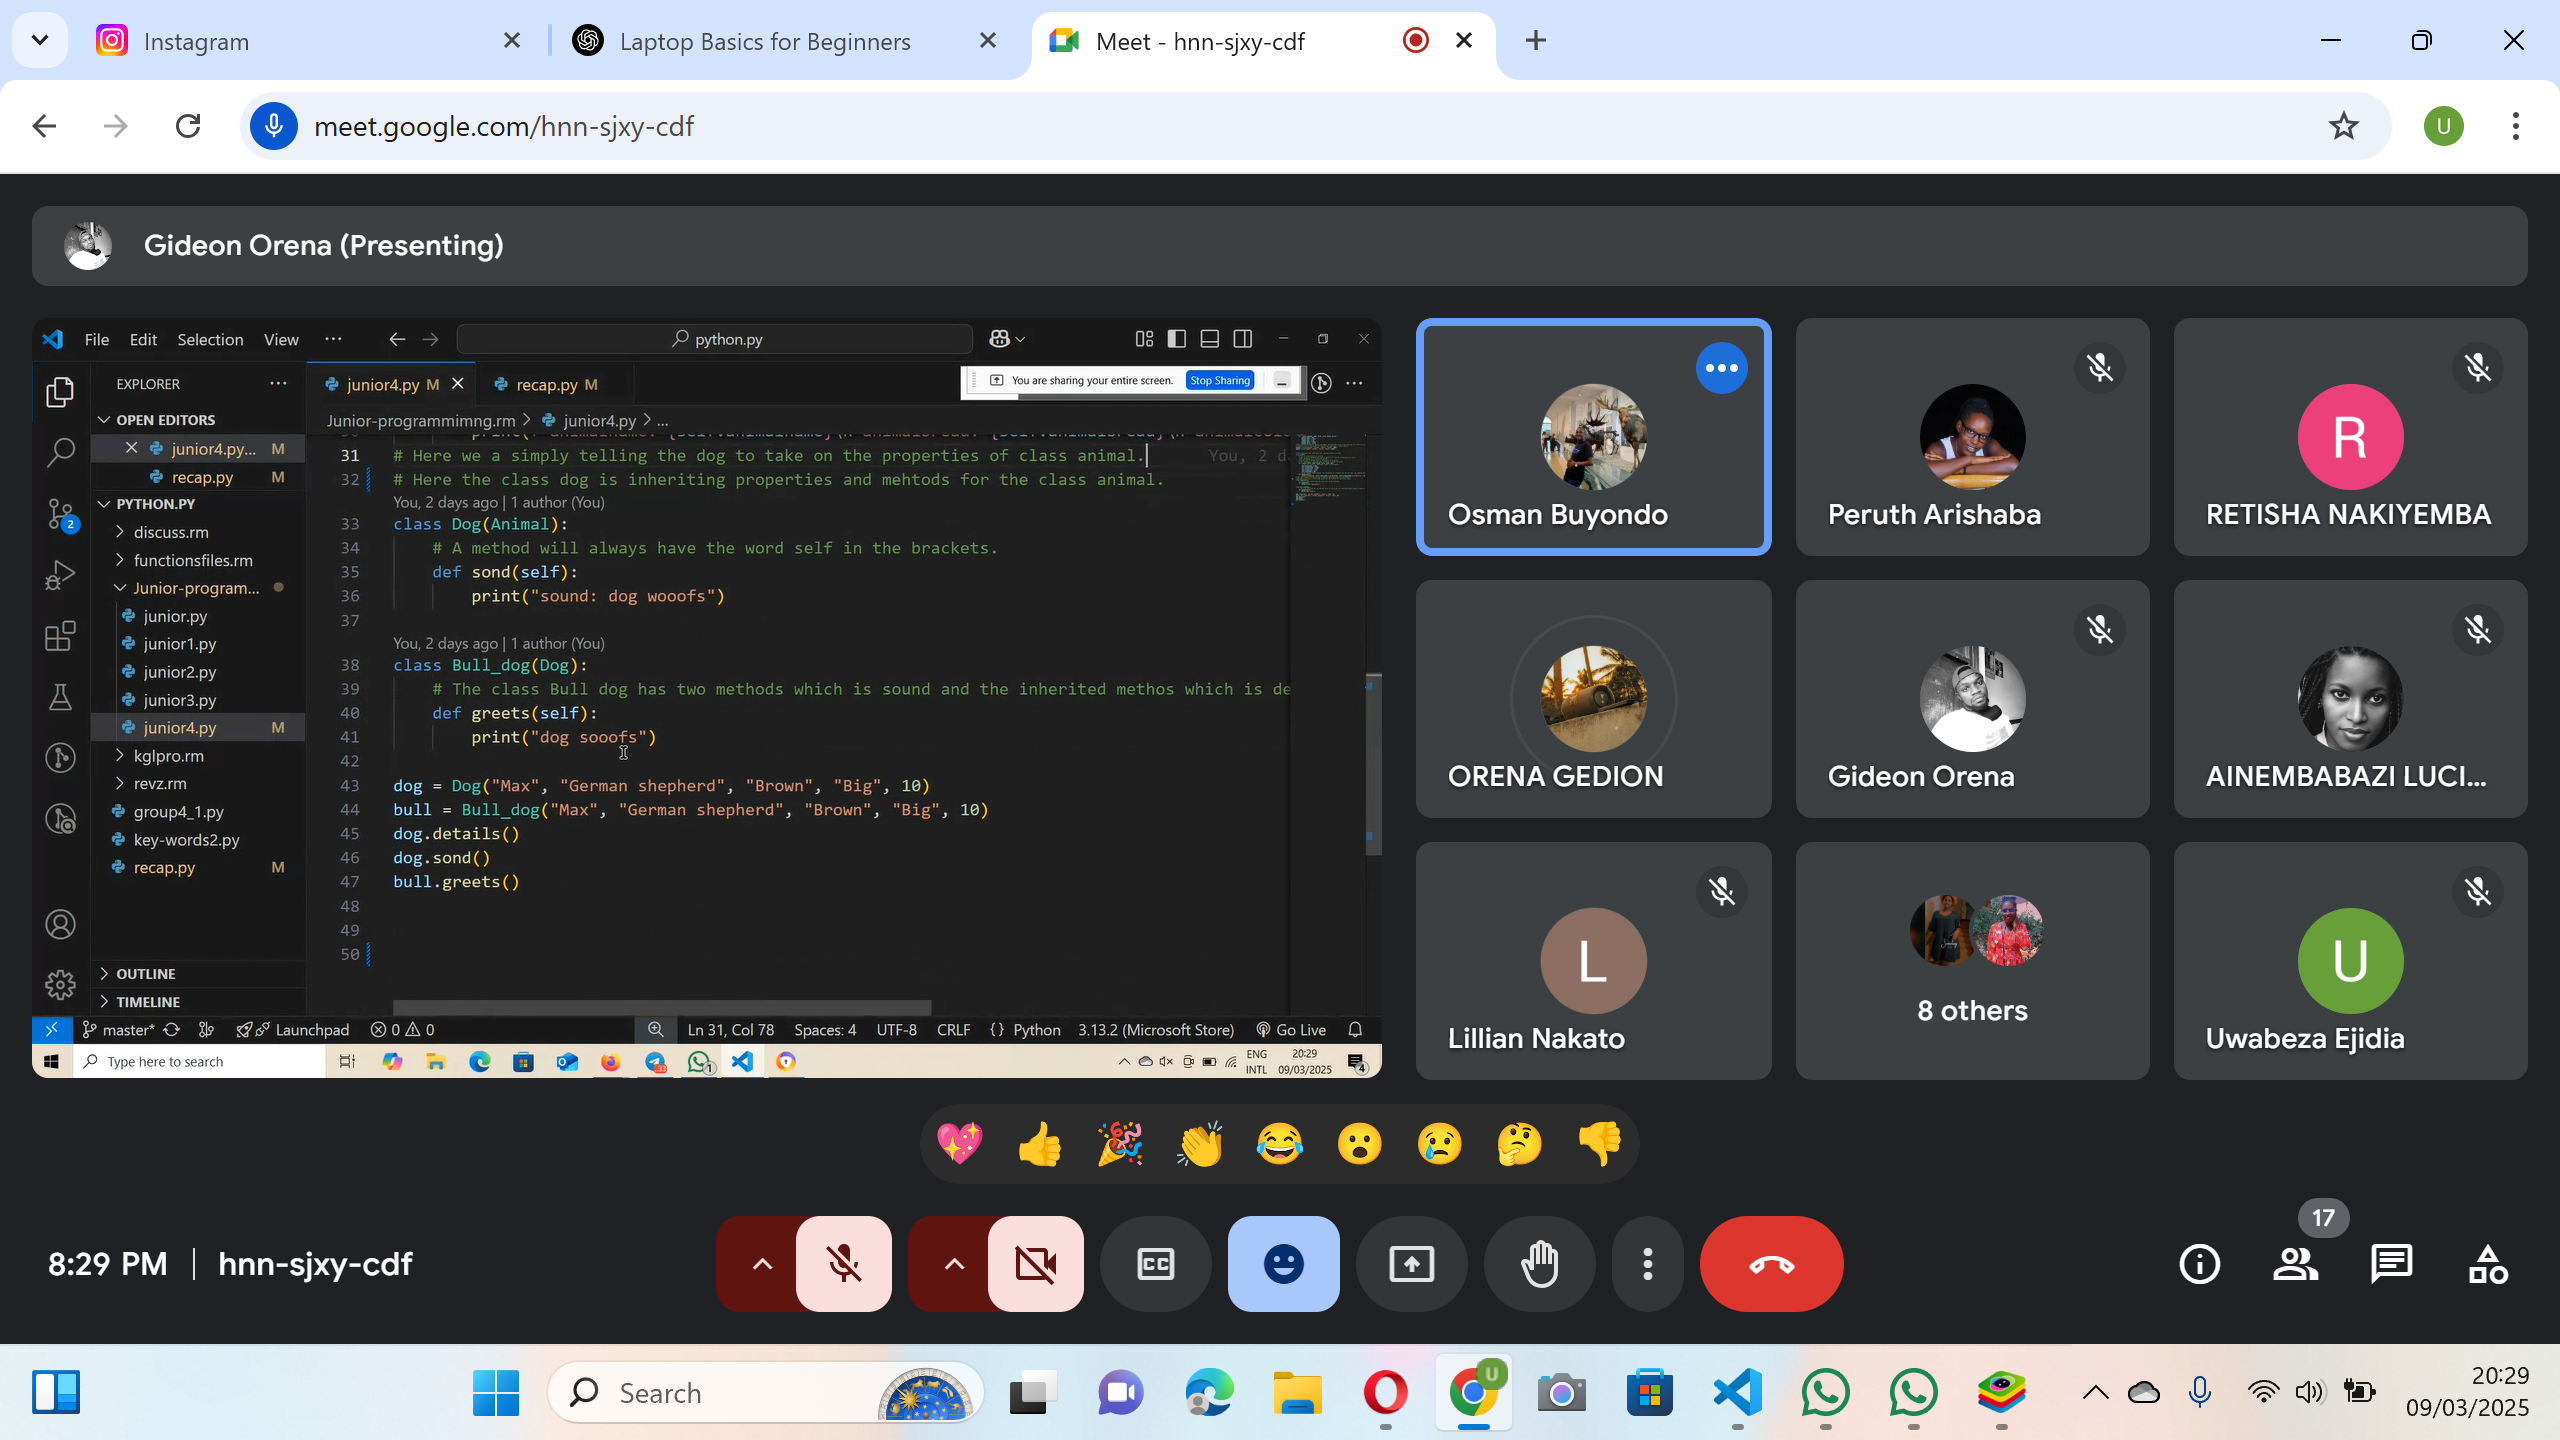 Instagram
Laptop Basics for Beginners
Meet - hnn-sjxy-cdf
meet.google.com/hnn-sjxy-cdf
U
Gideon Orena (Presenting)
File Edit Selection View
python.py
EXPLORER
junior4.py M
recap.py M
You are sharing your entire screen. Stop Sharing
OPEN EDITORS
junior4.py... M
recap.py M
PYTHON.PY
discuss.rm
functionsfiles.rm
Junior-program...
junior.py
junior1.py
junior2.py
junior3.py
junior4.py M
kglpro.rm
revz.rm
group4_1.py
key-words2.py
recap.py M
OUTLINE
TIMELINE
2
Junior-programmimng.rm > junior4.py > ...
31 # Here we a simply telling the dog to take on the properties of class animal. You, 2 d
32 # Here the class dog is inheriting properties and mehtods for the class animal.
You, 2 days ago | 1 author (You)
33 class Dog(Animal):
34 # A method will always have the word self in the brackets.
35 def sond(self):
36 print("sound: dog wooofs")
37
You, 2 days ago | 1 author (You)
38 class Bull_dog(Dog):
39 # The class Bull dog has two methods which is sound and the inherited methos which is de
40 def greets(self):
41 print("dog sooofs")
42
43 dog = Dog("Max", "German shepherd", "Brown", "Big", 10)
44 bull = Bull_dog("Max", "German shepherd", "Brown", "Big", 10)
45 dog.details()
46 dog.sond()
47 bull.greets()
48
49
50
master* Launchpad 0 0 Ln 31, Col 78 Spaces: 4 UTF-8 CRLF {} Python 3.13.2 (Microsoft Store) Go Live
Type here to search
33
1
ENG
INTL
20:29
09/03/2025
4
Osman Buyondo
Peruth Arishaba
R
RETISHA NAKIYEMBA
ORENA GEDION
Gideon Orena
AINEMBABAZI LUCI...
L
Lillian Nakato
8 others
U
Uwabeza Ejidia
8:29 PM | hnn-sjxy-cdf
CC
17
Search
U
20:29
09/03/2025